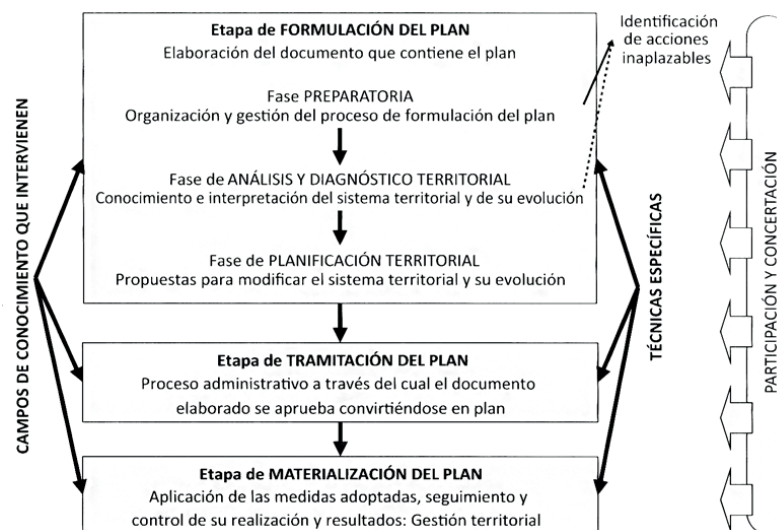 Etapa de FORMULACIÓN DEL PLAN
Elaboración del documento que contiene el plan
Fase PREPARATORIA
Organización y gestión del proceso de formulación del plan
Fase de ANÁLISIS Y DIAGNÓSTICO TERRITORIAL
Conocimiento e interpretación del sistema territorial y de su evolución
Fase de PLANIFICACIÓN TERRITORIAL
Propuestas para modificar el sistema territorial y su evolución
Etapa de TRAMITACIÓN DEL PLAN
Proceso administrativo a través del cual el documento
elaborado se aprueba convirtiéndose en plan
Etapa de MATERIALIZACIÓN DEL PLAN
Aplicación de las medidas adoptadas, seguimiento y
control de su realización y resultados: Gestión territorial
Identificación
de acciones
inaplazables
CAMPOS DE CONOCIMIENTO QUE INTERVIENEN
TÉCNICAS ESPECÍFICAS
PARTICIPACIÓN Y CONCERTACIÓN